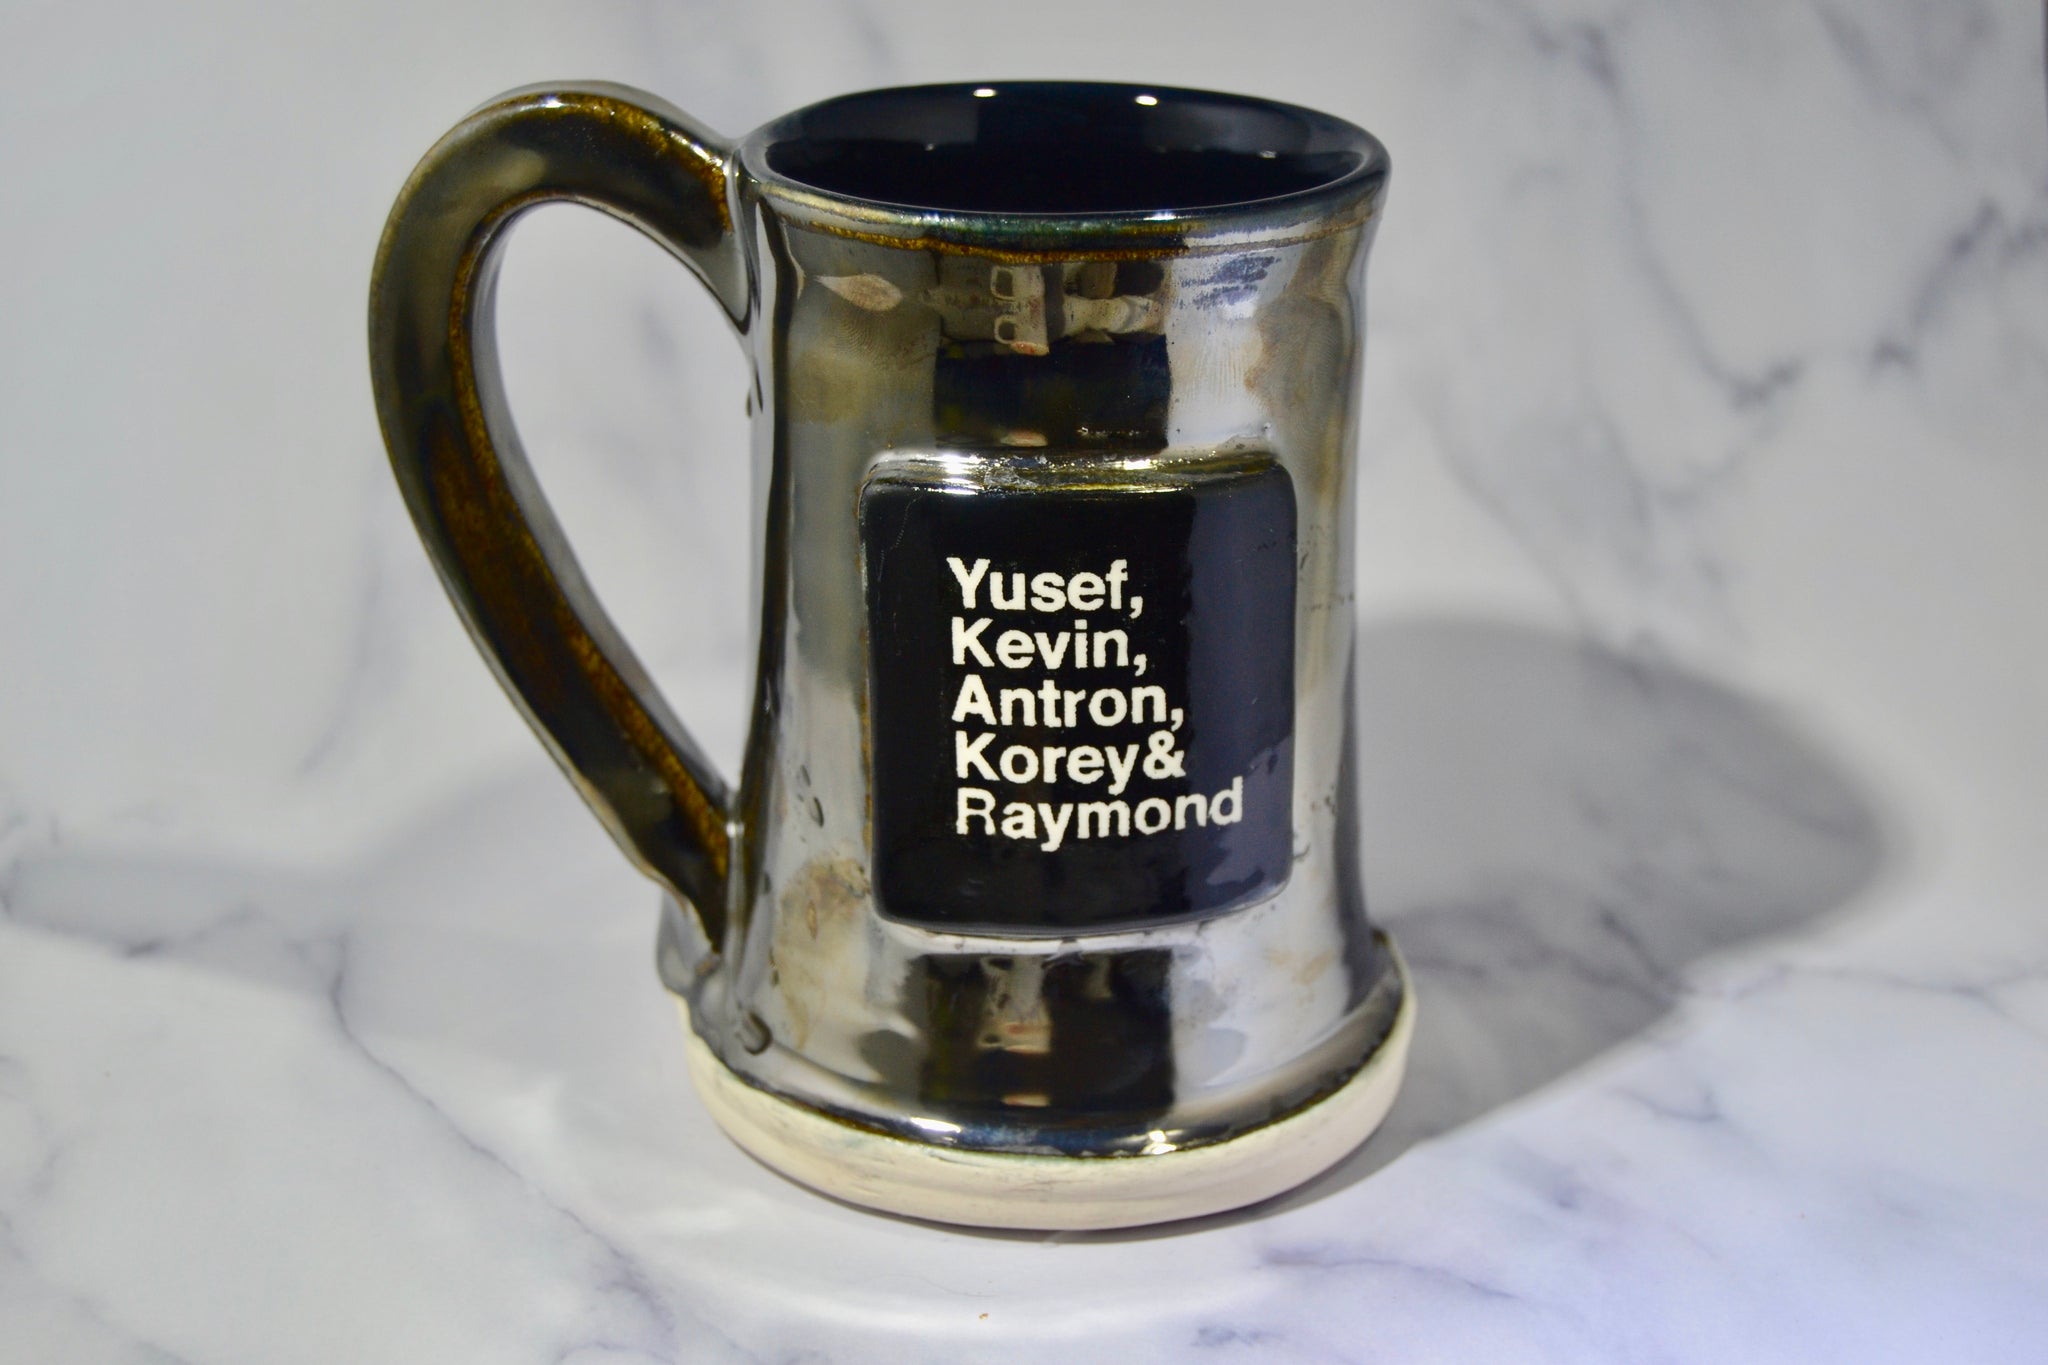 Yusef,
Kevin,
Antron,
Korey&
Raymond